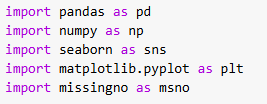 import pandas as pd
import numpy as np
import seaborn as sns
import matplotlib.pyplot as plt
import missingno as msno